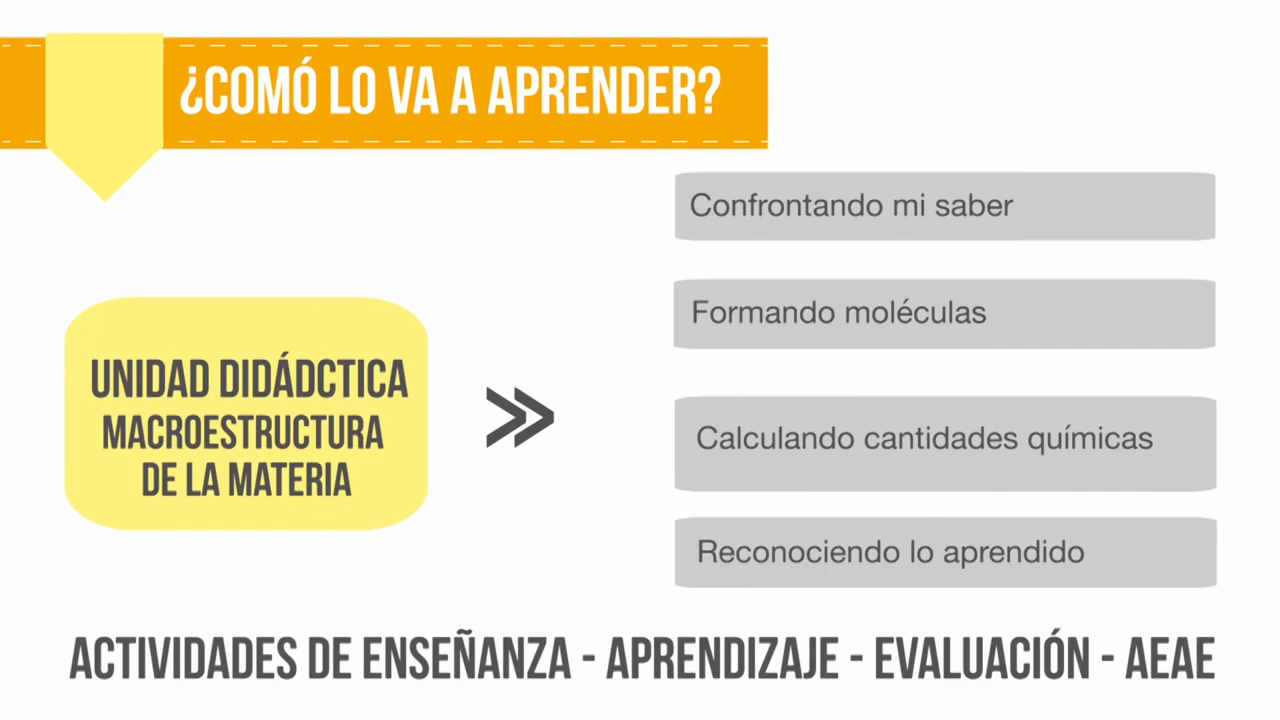 ¿COMÓ LO VA A APRENDER?
Confrontando mi saber
Formando moléculas
UNIDAD DIDÁDCTICA
MACROESTRUCTURA
DE LA MATERIA
Calculando cantidades químicas
Reconociendo lo aprendido
ACTIVIDADES DE ENSEÑANZA - APRENDIZAJE - EVALUACIÓN - AEAE